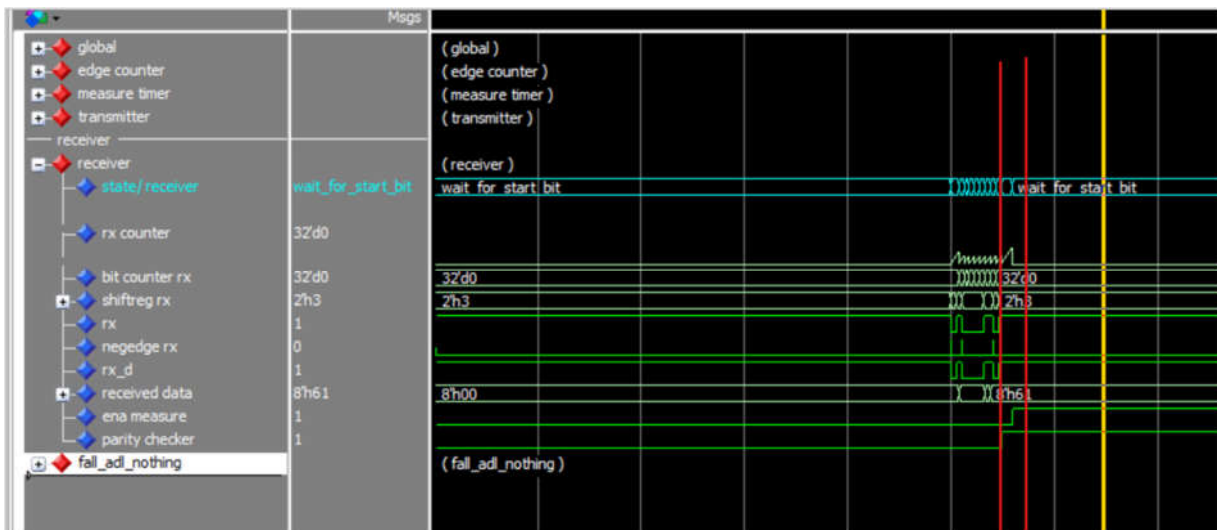 Msgs
global ( global )
edge counter ( edge counter )
measure timer ( measure timer )
transmitter ( transmitter )
receiver
receiver ( receiver )
state/receiver wait_for_start_bit wait_for_start_bit wait_for_start_bit
rx counter 32'd0
bit counter rx 32'd0 32'd0 32'd0
shiftreg rx 2'h3 2'h3 2'h3
rx 1
negedge rx 0
rx_d 1
received data 8'h61 8'h00 8'h61
ena measure 1
parity checker 1
fall_adl_nothing ( fall_adl_nothing )